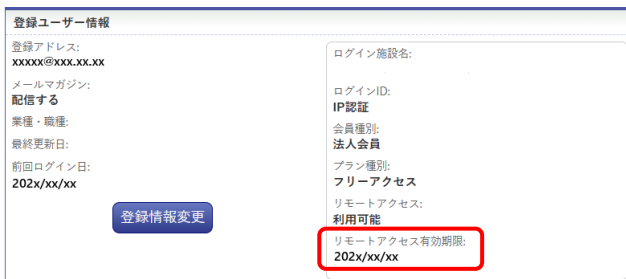 登録ユーザー情報
登録アドレス:
xxxxx@xxx.xx.xx
メールマガジン:
配信する
業種・職種:
最終更新日:
前回ログイン日:
202x/xx/xx
登録情報変更
ログイン施設名:
ログインID:
IP認証
会員種別:
法人会員
プラン種別:
フリーアクセス
リモートアクセス:
利用可能
リモートアクセス有効期限:
202x/xx/xx